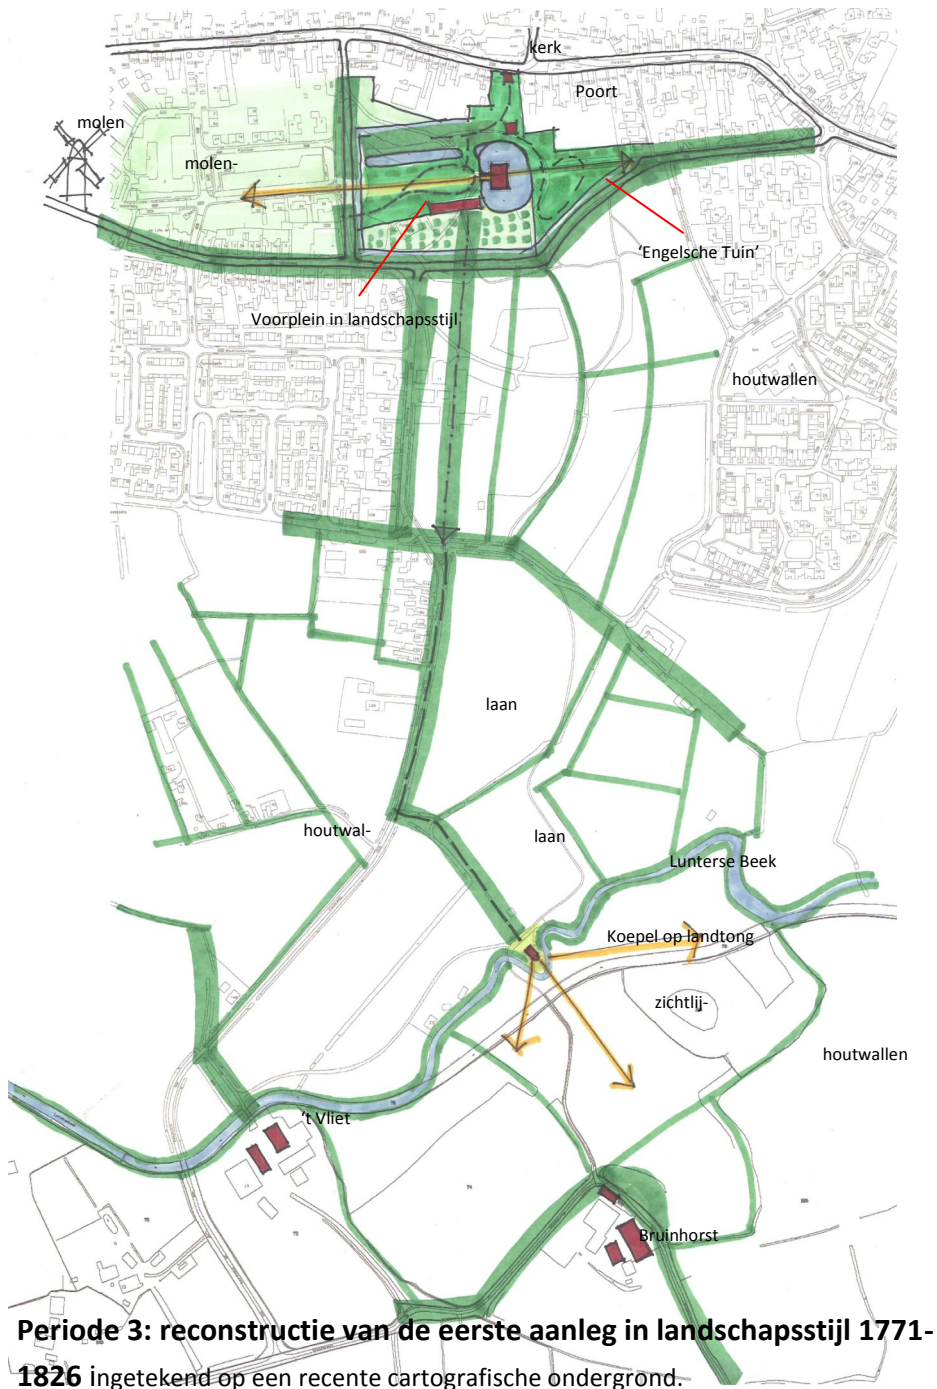 kerk
Poort
molen
molen-
'Engelsche Tuin'
Voorplein in landschapsstijl
houtwallen
laan
houtwal-
laan
Lunterse Beek
Koepel op landtong
zichtlij-
houtwallen
't Vliet
Bruinhorst
Periode 3: reconstructie van de eerste aanleg in landschapsstijl 1771-
1826 ingetekend op een recente cartografische ondergrond.